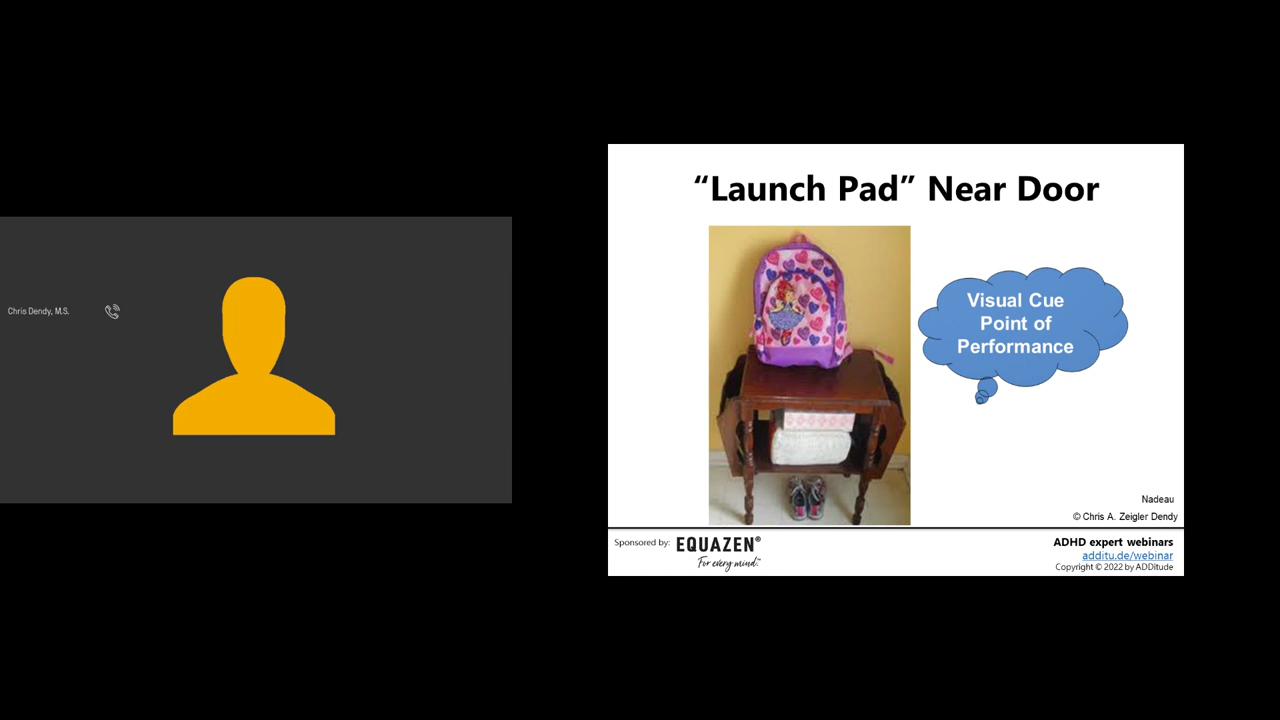 Chris Dendy, M.S.
“Launch Pad” Near Door
Visual Cue
Point of
Performance
Nadeau
© Chris A. Zeigler Dendy
Sponsored by: EQUAZEN®
For every mind.™
ADHD expert webinars
additu.de/webinar
Copyright © 2022 by ADDitude